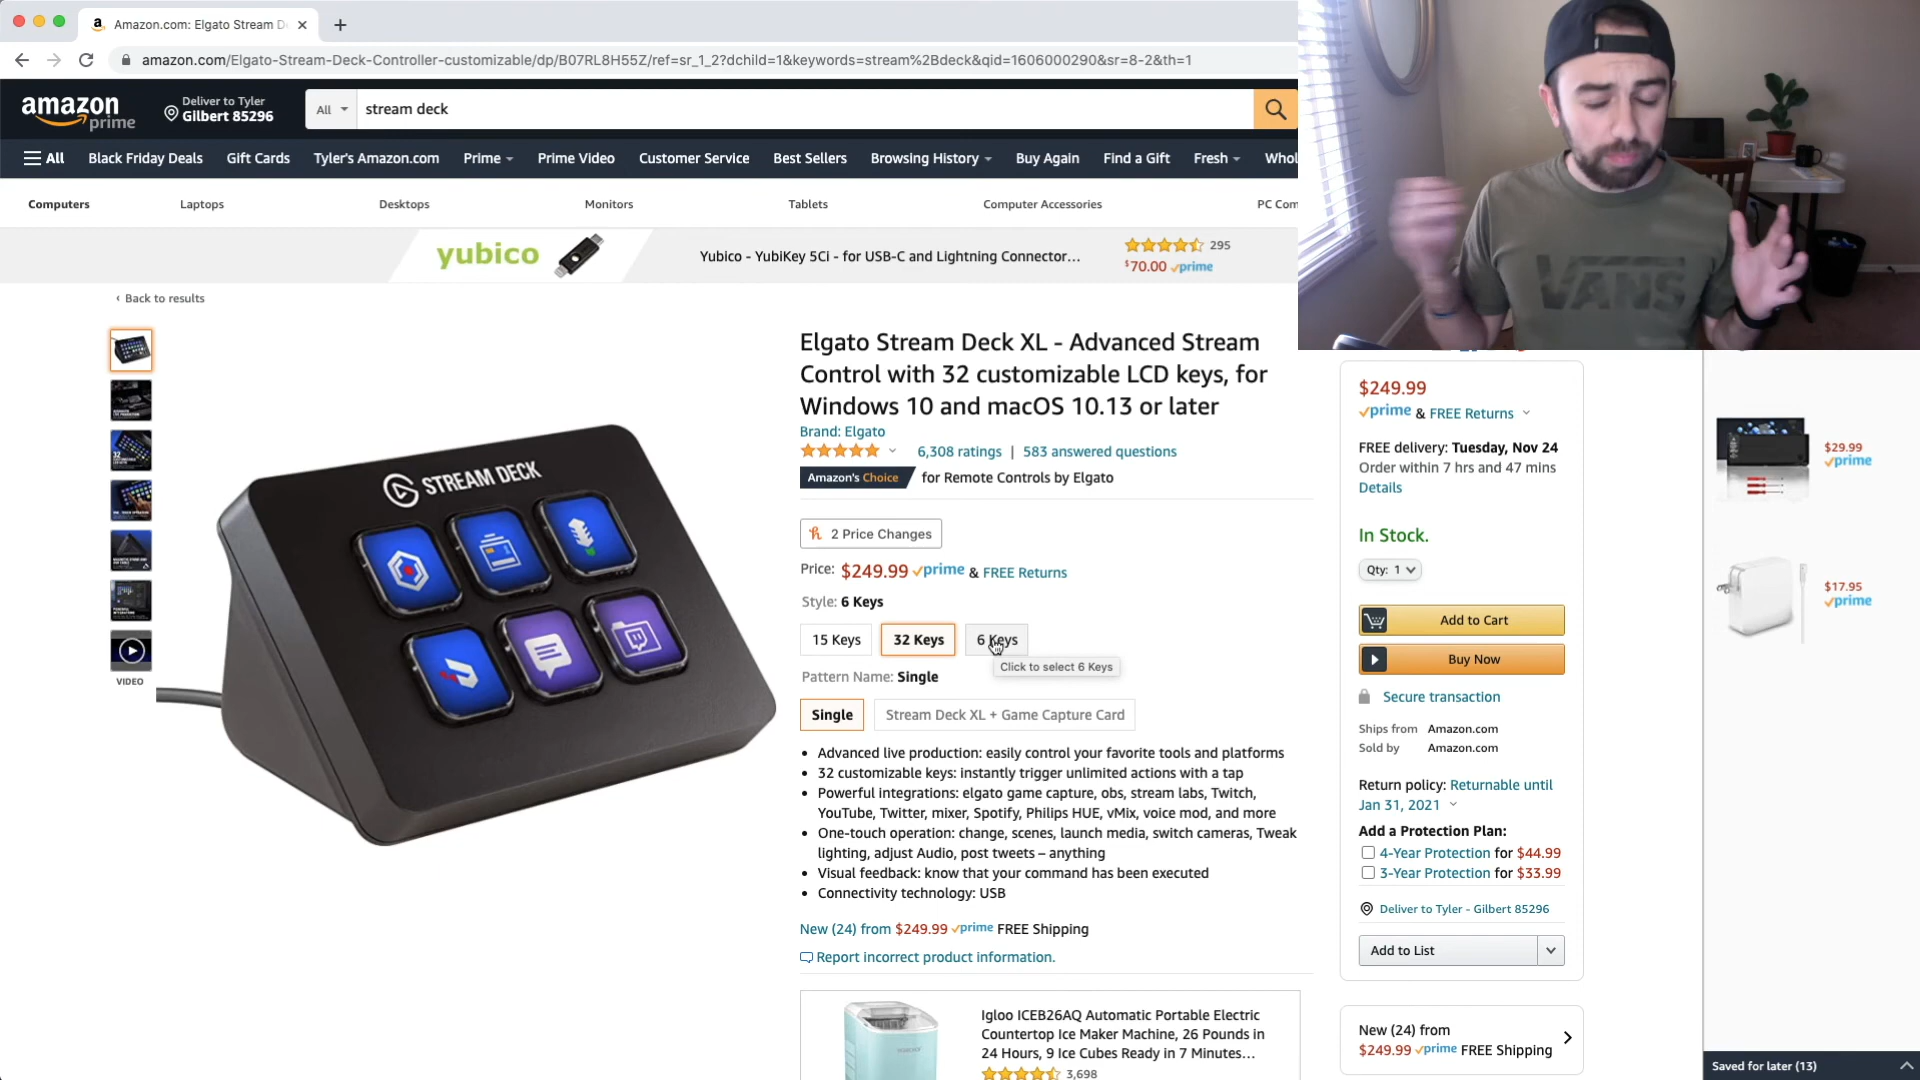 Amazon.com: Elgato Stream D
amazon.com/Elgato-Stream-Deck-Controller-customizable/dp/B07RL8H55Z/ref=sr_1_2?dchild=1&keywords=stream%2Bdeck&qid=1606000290&sr=8-2&th=1
amazon prime
Deliver to Tyler
Gilbert 85296
All
stream deck
All
Black Friday Deals
Gift Cards
Tyler's Amazon.com
Prime
Prime Video
Customer Service
Best Sellers
Browsing History
Buy Again
Find a Gift
Fresh
Whol
Computers
Laptops
Desktops
Monitors
Tablets
Computer Accessories
PC Com
yubico
Yubico - YubiKey 5Ci - for USB-C and Lightning Connector...
295
$70.00 prime
VANS
‹ Back to results
VIDEO
STREAM DECK
Elgato Stream Deck XL - Advanced Stream
Control with 32 customizable LCD keys, for
Windows 10 and macOS 10.13 or later
Brand: Elgato
6,308 ratings | 583 answered questions
Amazon's Choice for Remote Controls by Elgato
2 Price Changes
Price: $249.99 prime & FREE Returns
Style: 6 Keys
15 Keys
32 Keys
6 Keys
Click to select 6 Keys
Pattern Name: Single
Single
Stream Deck XL + Game Capture Card
• Advanced live production: easily control your favorite tools and platforms
• 32 customizable keys: instantly trigger unlimited actions with a tap
• Powerful integrations: elgato game capture, obs, stream labs, Twitch,
YouTube, Twitter, mixer, Spotify, Philips HUE, vMix, voice mod, and more
• One-touch operation: change, scenes, launch media, switch cameras, Tweak
lighting, adjust Audio, post tweets – anything
• Visual feedback: know that your command has been executed
• Connectivity technology: USB
New (24) from $249.99 prime FREE Shipping
Report incorrect product information.
Igloo ICEB26AQ Automatic Portable Electric
Countertop Ice Maker Machine, 26 Pounds in
24 Hours, 9 Ice Cubes Ready in 7 Minutes...
3,698
$249.99
prime & FREE Returns
FREE delivery: Tuesday, Nov 24
Order within 7 hrs and 47 mins
Details
In Stock.
Qty: 1
Add to Cart
Buy Now
Secure transaction
Ships from Amazon.com
Sold by Amazon.com
Return policy: Returnable until
Jan 31, 2021
Add a Protection Plan:
4-Year Protection for $44.99
3-Year Protection for $33.99
Deliver to Tyler - Gilbert 85296
Add to List
New (24) from
$249.99 prime FREE Shipping
$29.99
prime
$17.95
prime
Saved for later (13)